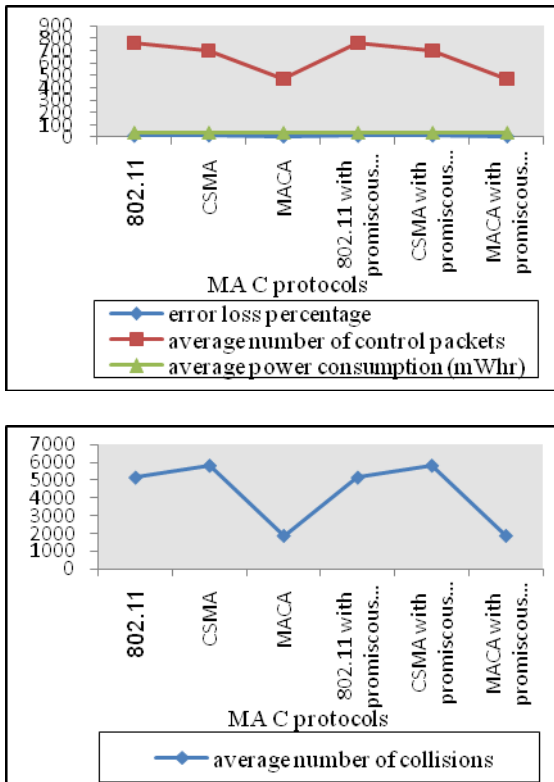 900
800
700
600
500
400
300
200
100
0
802.11
CSMA
MACA
802.11 with promiscous...
CSMA with promiscous...
MACA with promiscous...
MA C protocols
error loss percentage
average number of control packets
average power consumption (mWhr)
7000
6000
5000
4000
3000
2000
1000
0
802.11
CSMA
MACA
802.11 with promiscous...
CSMA with promiscous...
MACA with promiscous...
MA C protocols
average number of collisions